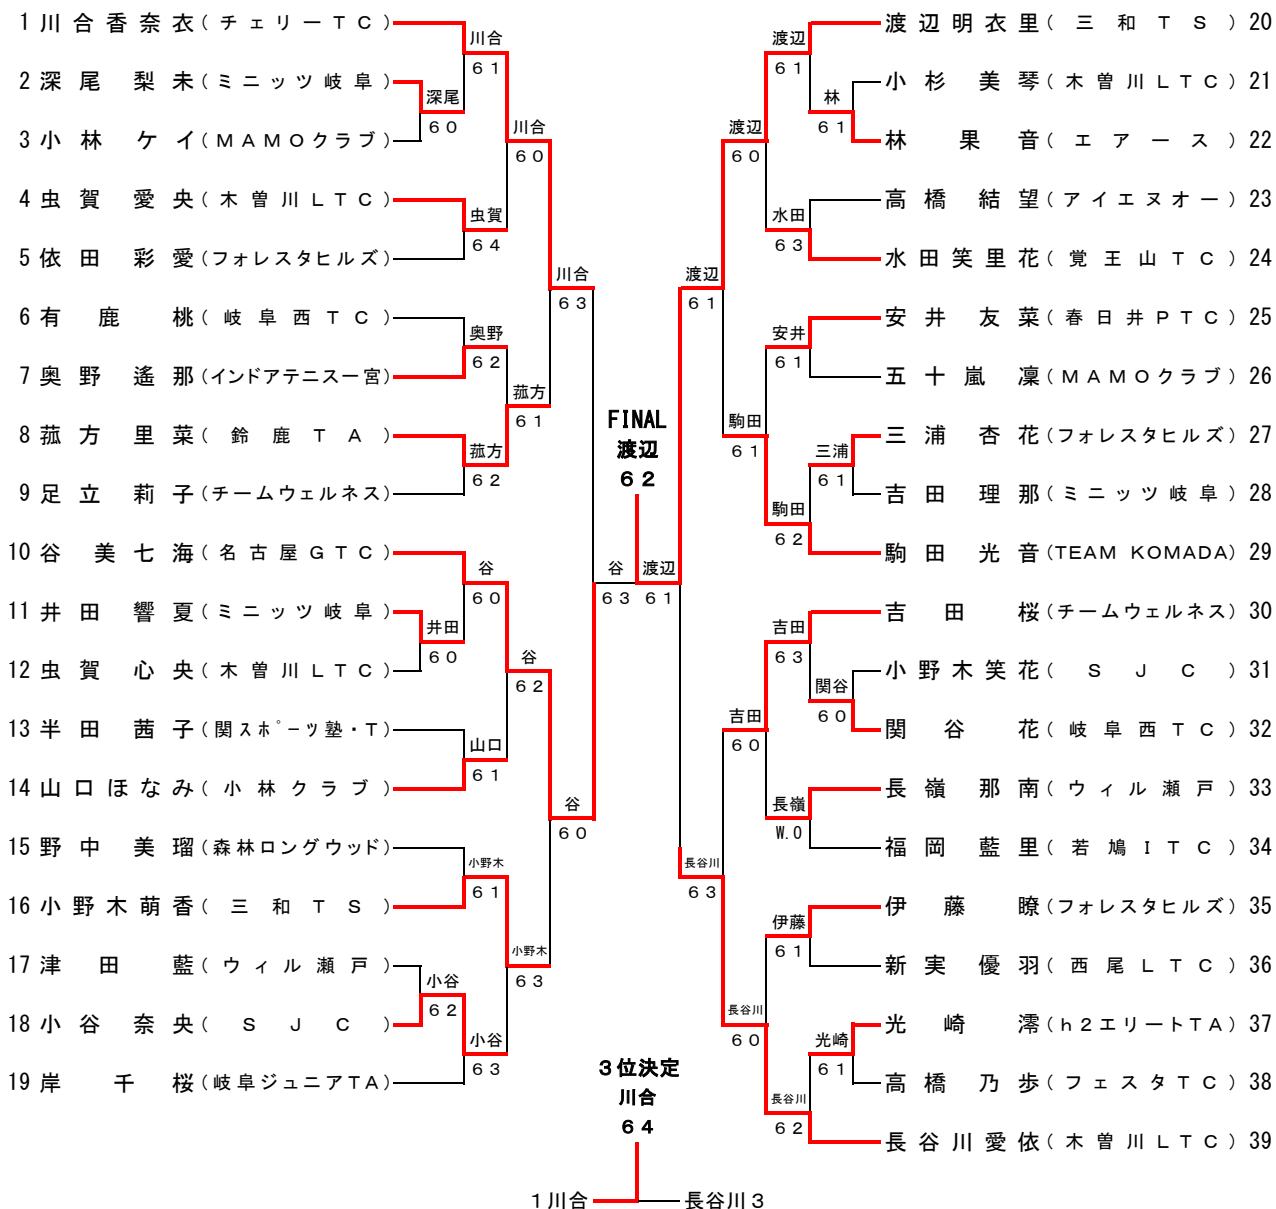 1 川合香奈衣(チェリーTC)
2 深尾梨未(ミニッツ岐阜)
3 小林ケイ(MAMOクラブ)
4 虫賀愛央(木曽川LTC)
5 依田彩愛(フォレスタヒルズ)
6 有鹿桃(岐阜西TC)
7 奥野遙那(インドアテニス一宮)
8 菰方里菜(鈴鹿TA)
9 足立莉子(チームウェルネス)
10 谷美七海(名古屋GTC)
11 井田響夏(ミニッツ岐阜)
12 虫賀心央(木曽川LTC)
13 半田茜子(関スポーツ塾・T)
14 山口ほなみ(小林クラブ)
15 野中美瑠(森林ロングウッド)
16 小野木萌香(三和TS)
17 津田藍(ウィル瀬戸)
18 小谷奈央(SJC)
19 岸千桜(岐阜ジュニアTA)
深尾
60
井田
60
小谷
62
川合
61
虫賀
64
奥野
62
菰方
62
谷
60
山口
61
小野木
61
小谷
63
川合
60
菰方
61
谷
62
小野木
63
川合
63
谷
60
谷
63
FINAL
渡辺
62
渡辺
61
渡辺
61
長谷川
63
渡辺
60
駒田
61
吉田
60
長谷川
60
渡辺
61
水田
63
安井
61
駒田
62
吉田
63
長嶺
W.O
伊藤
61
長谷川
62
林
61
三浦
61
関谷
60
光崎
61
渡辺明衣里(三和TS) 20
小杉美琴(木曽川LTC) 21
林果音(エアース) 22
高橋結望(アイエヌオー) 23
水田笑里花(覚王山TC) 24
安井友菜(春日井PTC) 25
五十嵐凜(MAMOクラブ) 26
三浦杏花(フォレスタヒルズ) 27
吉田理那(ミニッツ岐阜) 28
駒田光音(TEAM KOMADA) 29
吉田桜(チームウェルネス) 30
小野木笑花(SJC) 31
関谷花(岐阜西TC) 32
長嶺那南(ウィル瀬戸) 33
福岡藍里(若鳩ITC) 34
伊藤瞭(フォレスタヒルズ) 35
新実優羽(西尾LTC) 36
光崎澪(h2エリートTA) 37
高橋乃歩(フェスタTC) 38
長谷川愛依(木曽川LTC) 39
3位決定
川合
64
1川合
長谷川3